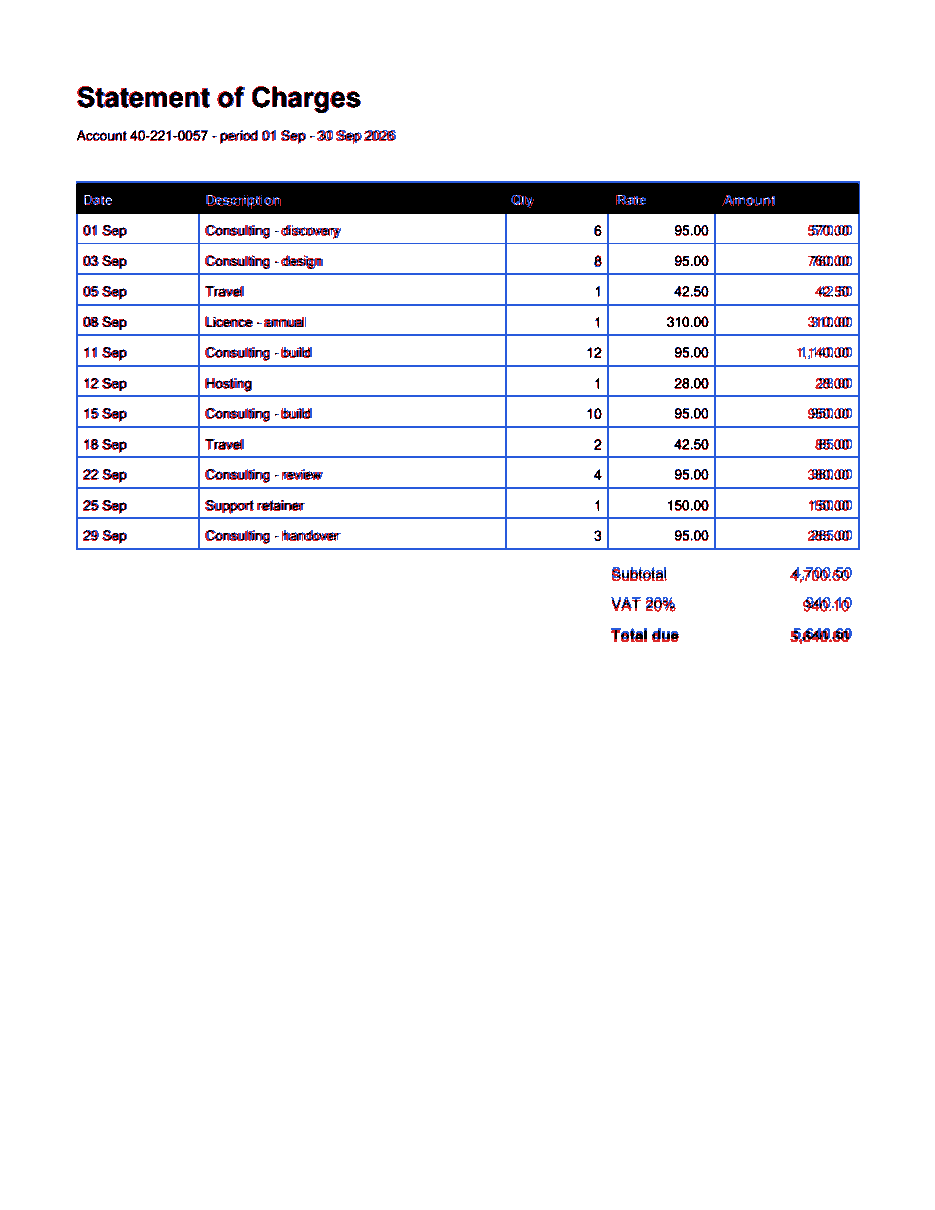 Statement of Charges
Account 40-221-0057 - period 01 Sep - 30 Sep 2026
Date Description Qty Rate Amount
01 Sep Consulting - discovery 6 95.00 570.00
03 Sep Consulting - design 8 95.00 760.00
05 Sep Travel 1 42.50 42.50
08 Sep Licence - annual 1 310.00 310.00
11 Sep Consulting - build 12 95.00 1,140.00
12 Sep Hosting 1 28.00 28.00
15 Sep Consulting - build 10 95.00 950.00
18 Sep Travel 2 42.50 85.00
22 Sep Consulting - review 4 95.00 380.00
25 Sep Support retainer 1 150.00 150.00
29 Sep Consulting - handover 3 95.00 285.00
Subtotal 4,700.50
VAT 20% 940.10
Total due 5,640.60